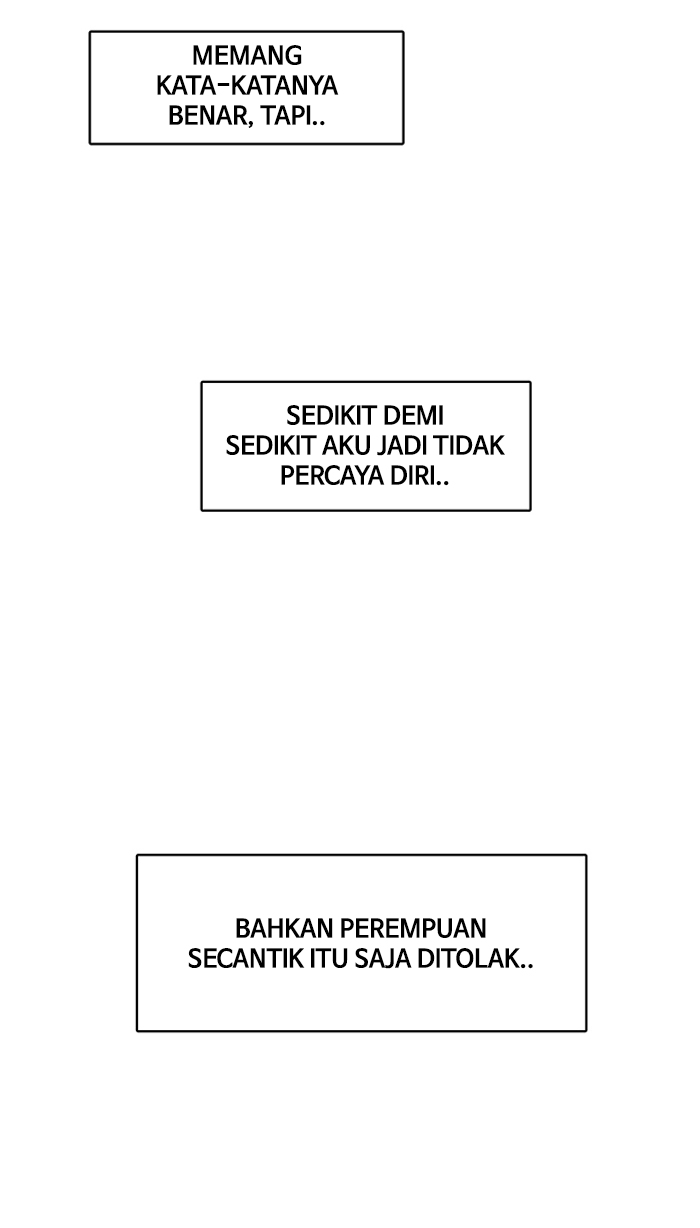 MEMANG
KATA-KATANYA
BENAR, TAPI..
SEDIKIT DEMI
SEDIKIT AKU JADI TIDAK
PERCAYA DIRI..
BAHKAN PEREMPUAN
SECANTIK ITU SAJA DITOLAK..